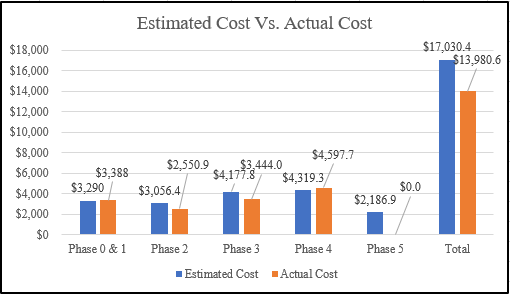 Estimated Cost Vs. Actual Cost
$18,000
$16,000
$14,000
$12,000
$10,000
$8,000
$6,000
$4,000
$2,000
$0
$3,290
$3,388
$3,056.4
$2,550.9
$4,177.8
$3,444.0
$4,319.3
$4,597.7
$2,186.9
$0.0
$17,030.4
$13,980.6
Phase 0 & 1
Phase 2
Phase 3
Phase 4
Phase 5
Total
Estimated Cost
Actual Cost